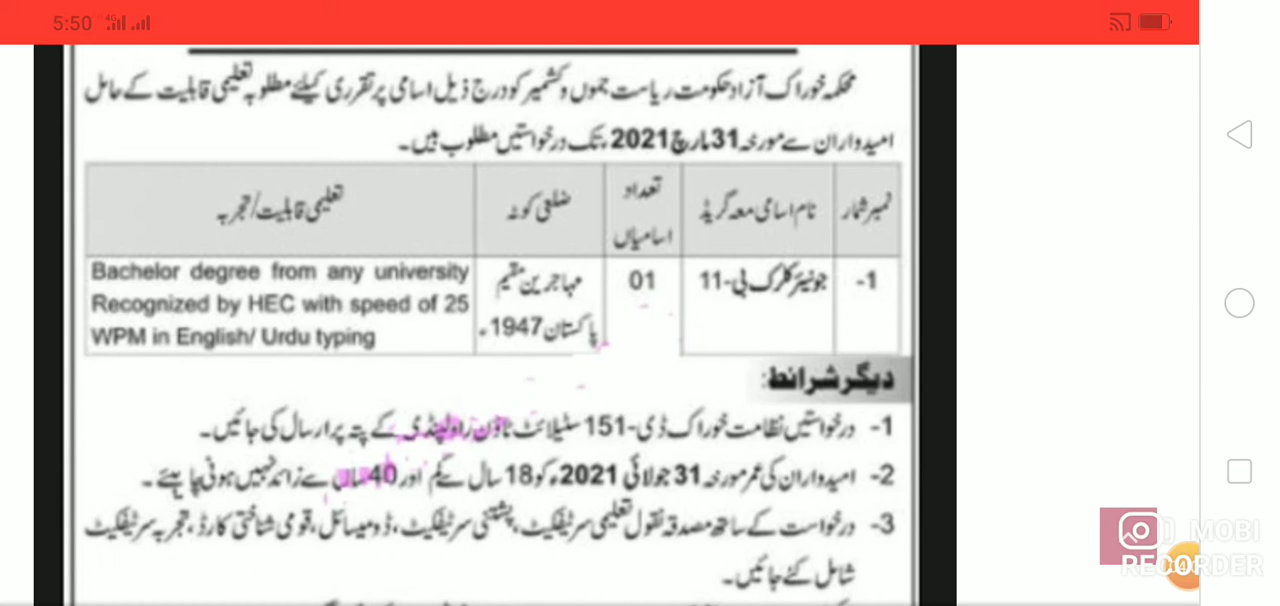 5:50 4G
محکمہ خوراک آزاد حکومت ریاست جموں و کشمیر کو درج ذیل اسامی پر تقرری کیلئے مطلوبہ تعلیمی قابلیت کے حامل
امیدواران سے مورخہ 31 مارچ 2021ء تک درخواستیں مطلوب ہیں۔
نمبر شمار
نام اسامی معہ گریڈ
تعداد
اسامیاں
ضلعی کوٹہ
تعلیمی قابلیت/تجربہ
1-
جونیئر کلرک بی-11
01
مہاجرین مقیم
پاکستان 1947ء
Bachelor degree from any university
Recognized by HEC with speed of 25
WPM in English/ Urdu typing
دیگر شرائط:
1- درخواستیں نظامت خوراک ڈی-151 سٹیلائٹ ٹاؤن راولپنڈی کے پتہ پر ارسال کی جائیں۔
2- امیدواران کی عمر مورخہ 31 جولائی 2021ء کو 18 سال سے کم اور 40 سال سے زائد نہیں ہونی چاہیئے۔
3- درخواست کے ساتھ مصدقہ نقول تعلیمی سرٹیفکیٹ، پشتنی سرٹیفکیٹ، ڈومیسائل، قومی شناختی کارڈ، تجربہ سرٹیفکیٹ
شامل کئے جائیں۔
MOBI
RECORDER